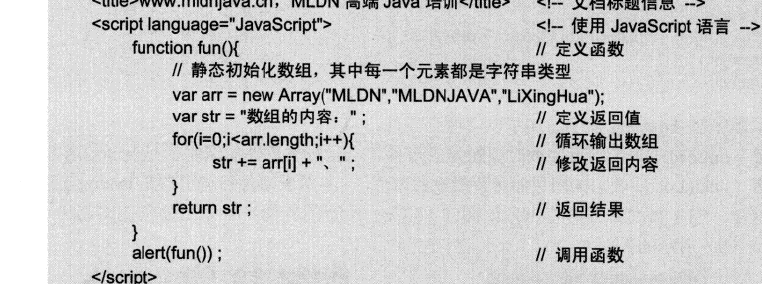 <title>www.mldnjava.cn，MLDN 高端 Java 培训</title> <!-- 文档标题信息 -->
<script language="JavaScript"> <!-- 使用 JavaScript 语言 -->
function fun(){ // 定义函数
// 静态初始化数组，其中每一个元素都是字符串类型
var arr = new Array("MLDN","MLDNJAVA","LiXingHua");
var str = "数组的内容：" ; // 定义返回值
for(i=0;i<arr.length;i++){ // 循环输出数组
str += arr[i] + "、" ; // 修改返回内容
}
return str ; // 返回结果
}
alert(fun()) ; // 调用函数
</script>